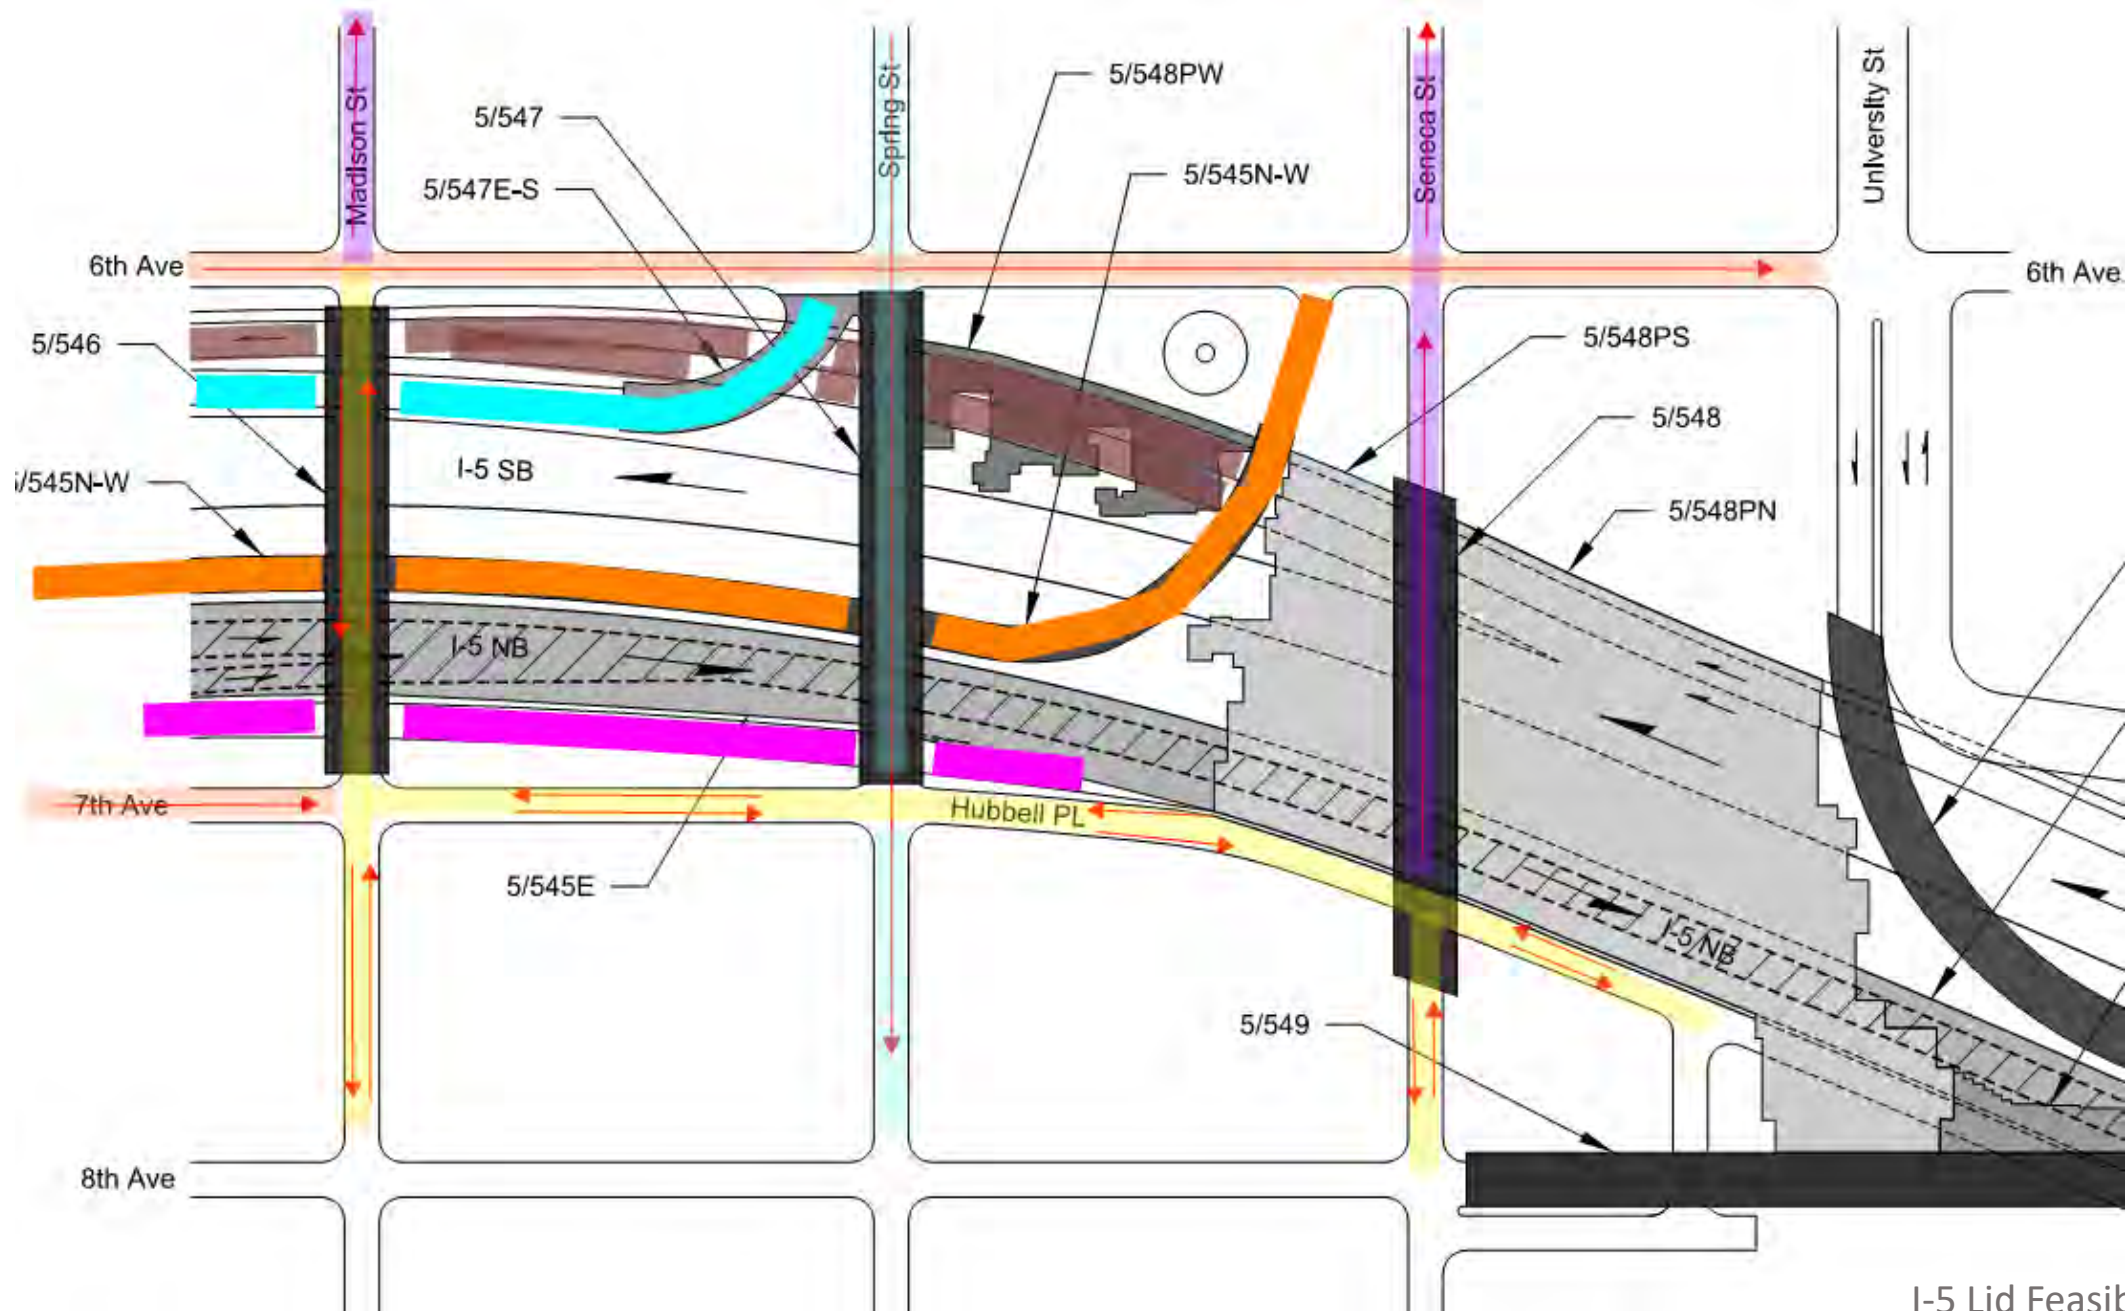 Madison St
Spring St
Seneca St
University St
5/548PW
5/547
5/545N-W
5/547E-S
6th Ave
6th Ave
5/546
5/548PS
5/548
I-5 SB
5/545N-W
5/548PN
I-5 NB
7th Ave
Hubbell PL
5/545E
I-5 NB
5/549
8th Ave
I-5 Lid Feasib